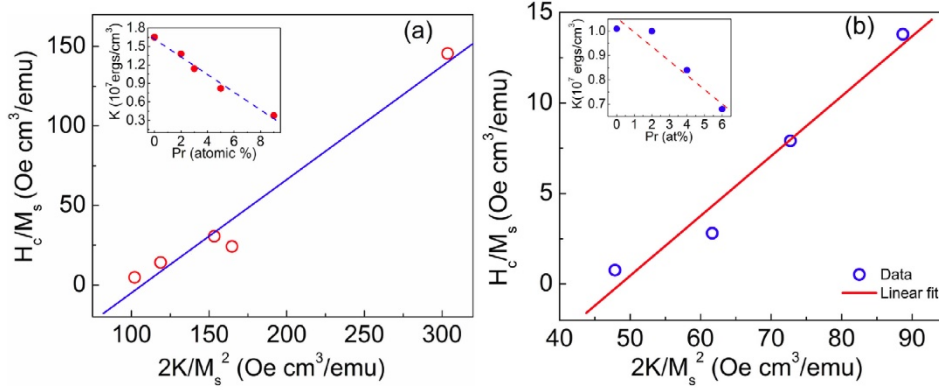 (a)
H_c/M_s (Oe cm³/emu)
150
100
50
0
100 150 200 250 300
2K/M_s² (Oe cm³/emu)
K (10⁷ergs/cm³)
1.8
1.5
1.2
0.9
0.6
0.3
0 2 4 6 8
Pr (atomic %)
(b)
H_c/M_s (Oe cm³/emu)
15
10
5
0
40 50 60 70 80 90
2K/M_s² (Oe cm³/emu)
K(10⁷ergs/cm³)
1.0
0.9
0.8
0.7
0 1 2 3 4 5 6
Pr (at%)
Data
Linear fit